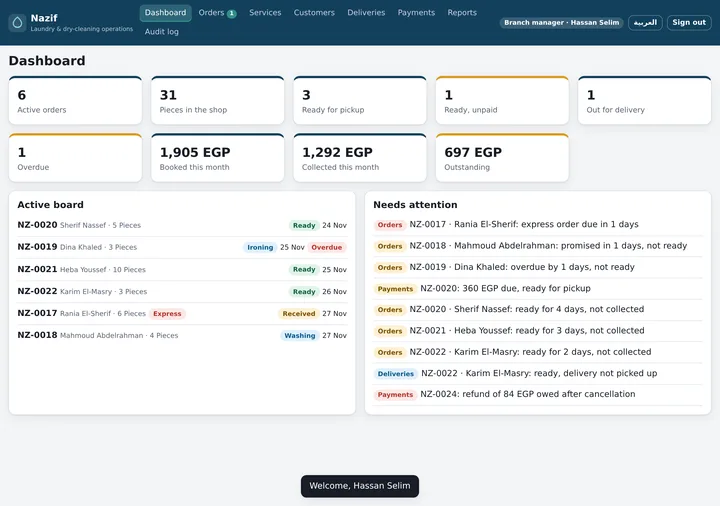 Nazif
Laundry & dry-cleaning operations
Dashboard
Orders 1
Services
Customers
Deliveries
Payments
Reports
Audit log
Branch manager · Hassan Selim
العربية
Sign out
Dashboard
6
Active orders
31
Pieces in the shop
3
Ready for pickup
1
Ready, unpaid
1
Out for delivery
1
Overdue
1,905 EGP
Booked this month
1,292 EGP
Collected this month
697 EGP
Outstanding
Active board
NZ-0020 Sherif Nassef · 5 Pieces Ready 24 Nov
NZ-0019 Dina Khaled · 3 Pieces Ironing 25 Nov Overdue
NZ-0021 Heba Youssef · 10 Pieces Ready 25 Nov
NZ-0022 Karim El-Masry · 3 Pieces Ready 26 Nov
NZ-0017 Rania El-Sherif · 6 Pieces Express Received 27 Nov
NZ-0018 Mahmoud Abdelrahman · 4 Pieces Washing 27 Nov
Needs attention
Orders NZ-0017 · Rania El-Sherif: express order due in 1 days
Orders NZ-0018 · Mahmoud Abdelrahman: promised in 1 days, not ready
Orders NZ-0019 · Dina Khaled: overdue by 1 days, not ready
Payments NZ-0020: 360 EGP due, ready for pickup
Orders NZ-0020 · Sherif Nassef: ready for 4 days, not collected
Orders NZ-0021 · Heba Youssef: ready for 3 days, not collected
Orders NZ-0022 · Karim El-Masry: ready for 2 days, not collected
Deliveries NZ-0022 · Karim El-Masry: ready, delivery not picked up
Payments NZ-0024: refund of 84 EGP owed after cancellation
Welcome, Hassan Selim